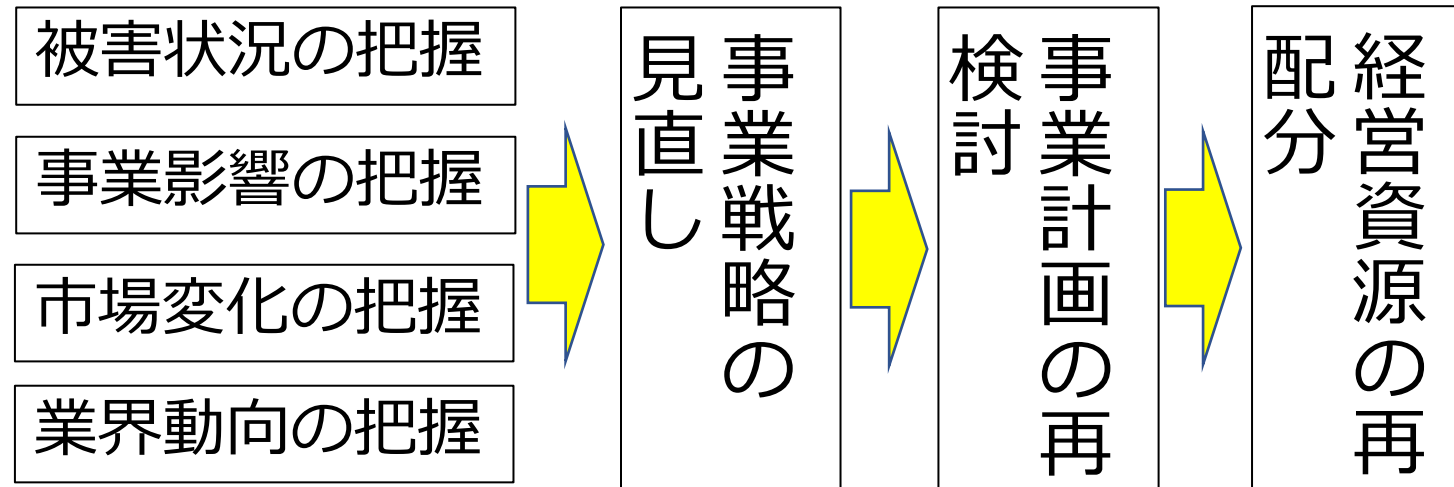 被害状況の把握
事業影響の把握
市場変化の把握
業界動向の把握
事業戦略の
見直し
事業計画の再
検討
経営資源の再
配分